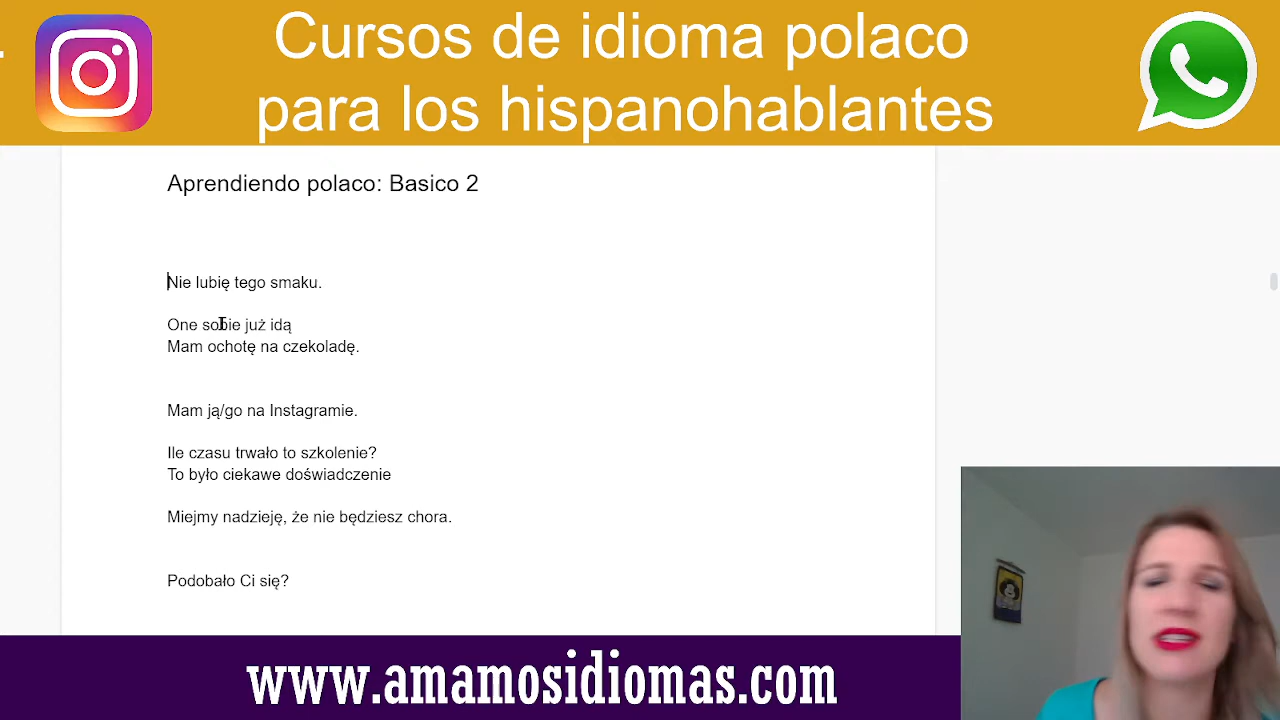 Cursos de idioma polaco
para los hispanohablantes
Aprendiendo polaco: Basico 2
Nie lubię tego smaku.
One sobie już idą
Mam ochotę na czekoladę.
Mam ją/go na Instagramie.
Ile czasu trwało to szkolenie?
To było ciekawe doświadczenie
Miejmy nadzieję, że nie będziesz chora.
Podobało Ci się?
www.amamosidiomas.com